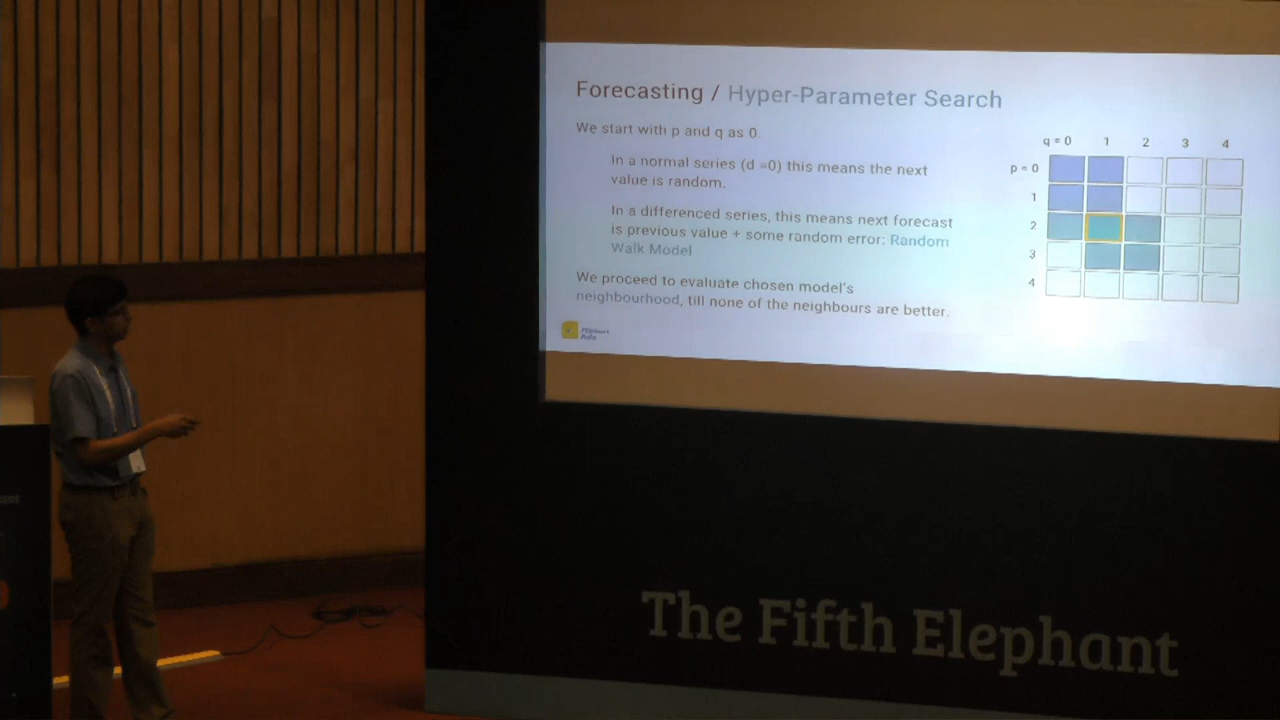 Forecasting / Hyper-Parameter Search
We start with p and q as 0
In a normal series (d =0) this means the next
value is random.
In a differenced series, this means next forecast
is previous value + some random error: Random
Walk Model
We proceed to evaluate chosen model's
neighbourhood, till none of the neighbours are better.
q = 0 1 2 3 4
p = 0
1
2
3
4
Flipkart
Ads
The Fifth Elephant